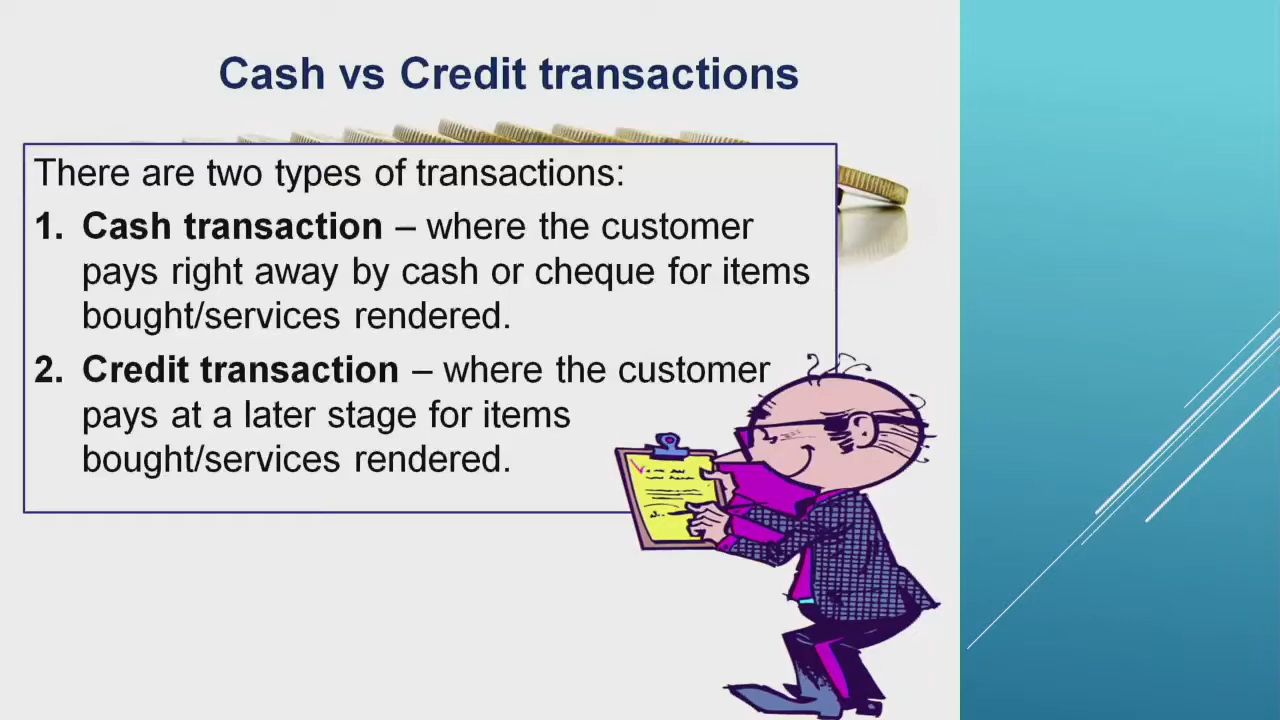 Cash vs Credit transactions
There are two types of transactions:
1. Cash transaction – where the customer
pays right away by cash or cheque for items
bought/services rendered.
2. Credit transaction – where the customer
pays at a later stage for items
bought/services rendered.